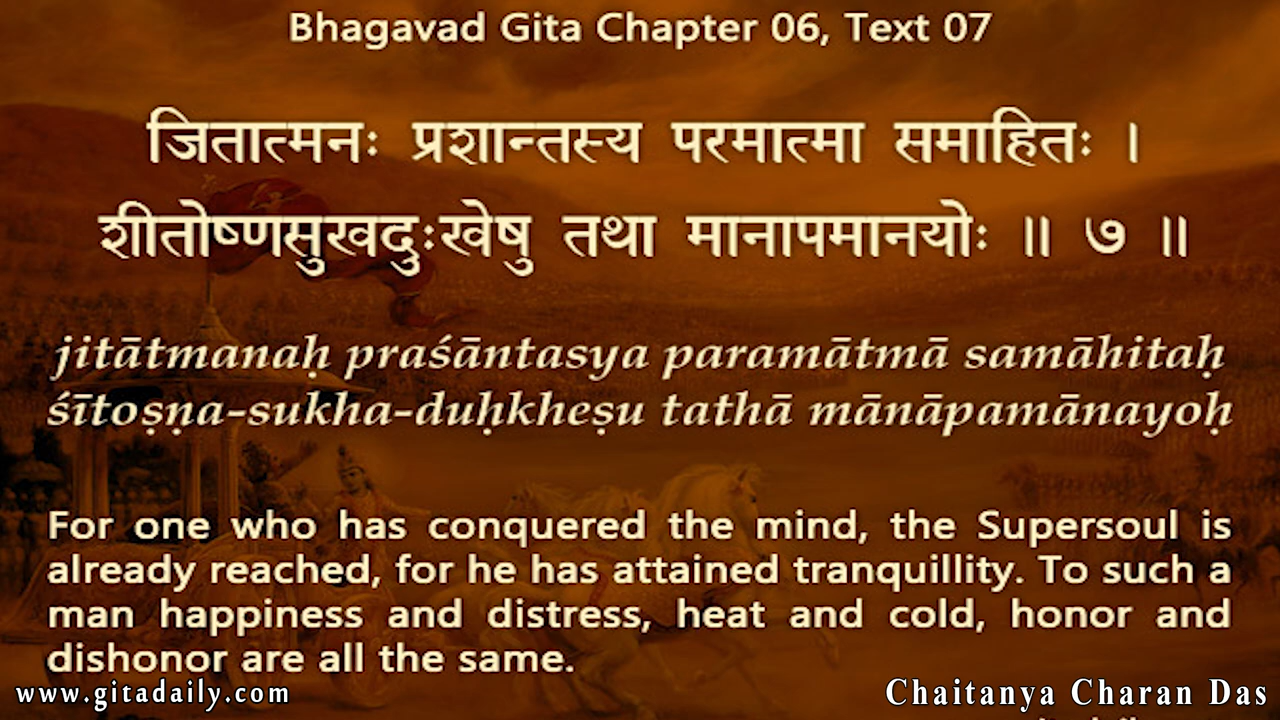 Bhagavad Gita Chapter 06, Text 07
जितात्मनः प्रशान्तस्य परमात्मा समाहितः ।
शीतोष्णसुखदुःखेषु तथा मानापमानयोः ॥ ७ ॥
jitātmanaḥ praśāntasya paramātmā samāhitaḥ
śītoṣṇa-sukha-duḥkheṣu tathā mānāpamānayoḥ
For one who has conquered the mind, the Supersoul is
already reached, for he has attained tranquillity. To such a
man happiness and distress, heat and cold, honor and
dishonor are all the same.
www.gitadaily.com
Chaitanya Charan Das